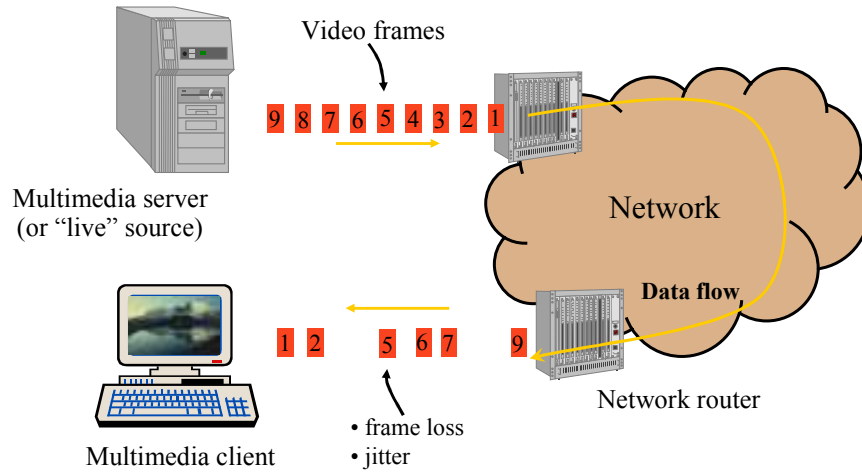 Video frames
9 8 7 6 5 4 3 2 1
Multimedia server
(or “live” source)
Network
Data flow
1 2 5 6 7 9
Network router
• frame loss
• jitter
Multimedia client